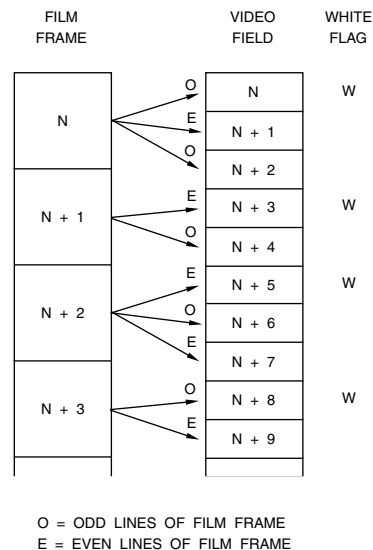 FILM FRAME
VIDEO FIELD
WHITE FLAG
N
O
E
O
N
W
N + 1
N + 2
N + 1
E
O
N + 3
W
N + 4
N + 2
E
O
E
N + 5
W
N + 6
N + 7
N + 3
O
E
N + 8
W
N + 9
O = ODD LINES OF FILM FRAME
E = EVEN LINES OF FILM FRAME